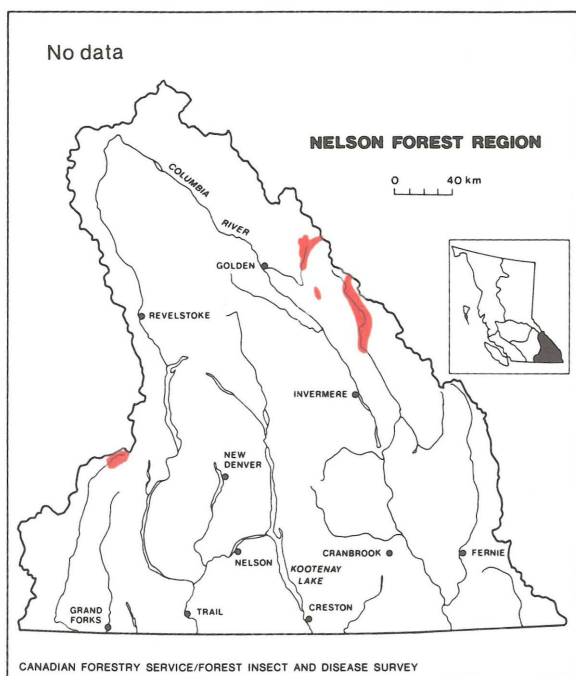 No data
NELSON FOREST REGION
0 40 km
COLUMBIA
RIVER
GOLDEN
REVELSTOKE
INVERMERE
NEW
DENVER
NELSON
KOOTENAY
LAKE
CRANBROOK
FERNIE
GRAND
FORKS
TRAIL
CRESTON
CANADIAN FORESTRY SERVICE/FOREST INSECT AND DISEASE SURVEY